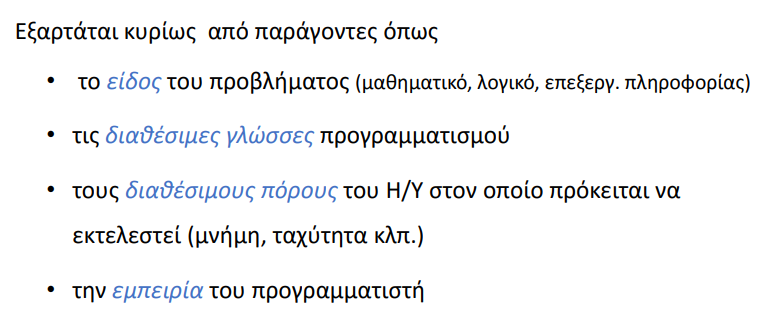 Εξαρτάται κυρίως από παράγοντες όπως
• το είδος του προβλήματος (μαθηματικό, λογικό, επεξεργ. πληροφορίας)
• τις διαθέσιμες γλώσσες προγραμματισμού
• τους διαθέσιμους πόρους του Η/Υ στον οποίο πρόκειται να
εκτελεστεί (μνήμη, ταχύτητα κλπ.)
• την εμπειρία του προγραμματιστή